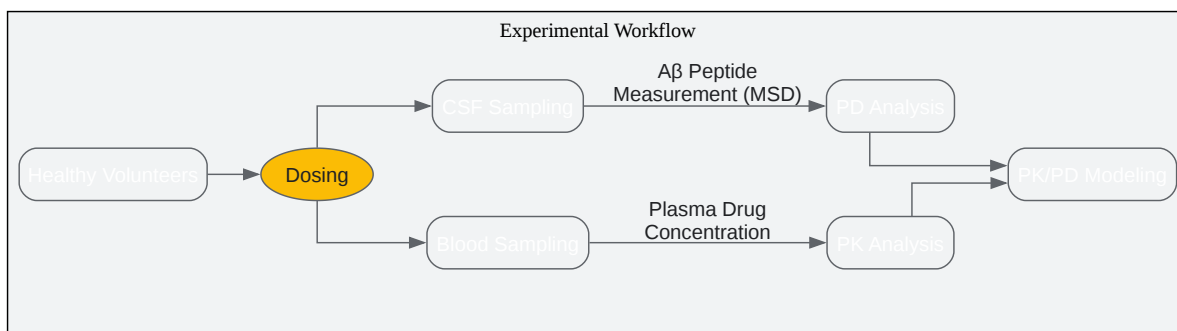 Experimental Workflow
Aβ Peptide
Measurement (MSD)
CSF Sampling
PD Analysis
Healthy Volunteers
Dosing
PK/PD Modeling
Plasma Drug
Concentration
Blood Sampling
PK Analysis